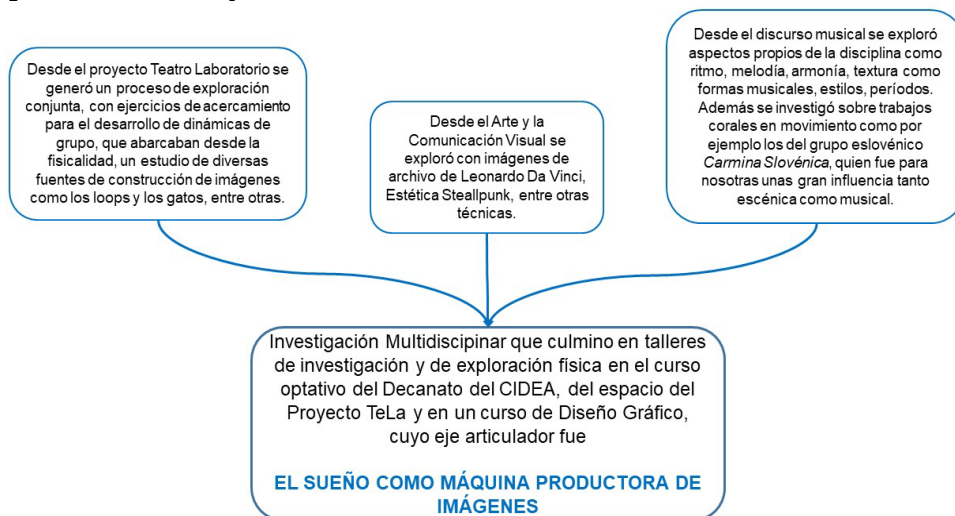 Desde el proyecto Teatro Laboratorio se
generó un proceso de exploración
conjunta, con ejercicios de acercamiento
para el desarrollo de dinámicas de
grupo, que abarcaban desde la
fisicalidad, un estudio de diversas
fuentes de construcción de imágenes
como los loops y los gatos, entre otras.
Desde el Arte y la
Comunicación Visual se
exploró con imágenes de
archivo de Leonardo Da Vinci,
Estética Steallpunk, entre otras
técnicas.
Desde el discurso musical se exploró
aspectos propios de la disciplina como
ritmo, melodía, armonía, textura como
formas musicales, estilos, períodos.
Además se investigó sobre trabajos
corales en movimiento como por
ejemplo los del grupo eslovénico
Carmina Slovénica, quien fue para
nosotras unas gran influencia tanto
escénica como musical.
Investigación Multidiscipinar que culmino en talleres
de investigación y de exploración física en el curso
optativo del Decanato del CIDEA, del espacio del
Proyecto TeLa y en un curso de Diseño Gráfico,
cuyo eje articulador fue
EL SUEÑO COMO MÁQUINA PRODUCTORA DE
IMÁGENES